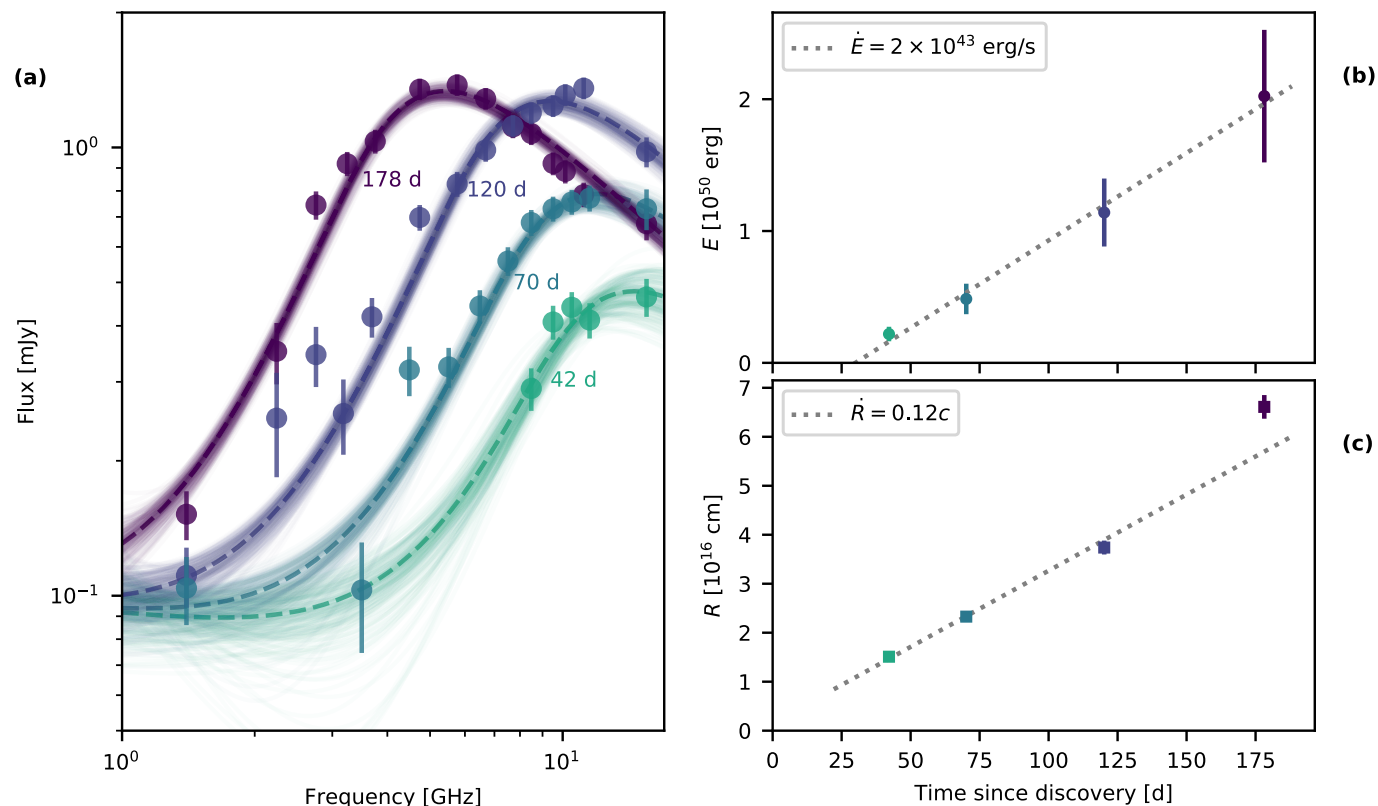 (a)
Flux [mJy]
10⁰
10⁻¹
178 d
120 d
70 d
42 d
10⁰
10¹
Frequency [GHz]
Ė = 2 × 10⁴³ erg/s
(b)
E [10⁵⁰ erg]
2
1
0
Ṙ = 0.12c
(c)
R [10¹⁶ cm]
7
6
5
4
3
2
1
0
0 25 50 75 100 125 150 175
Time since discovery [d]